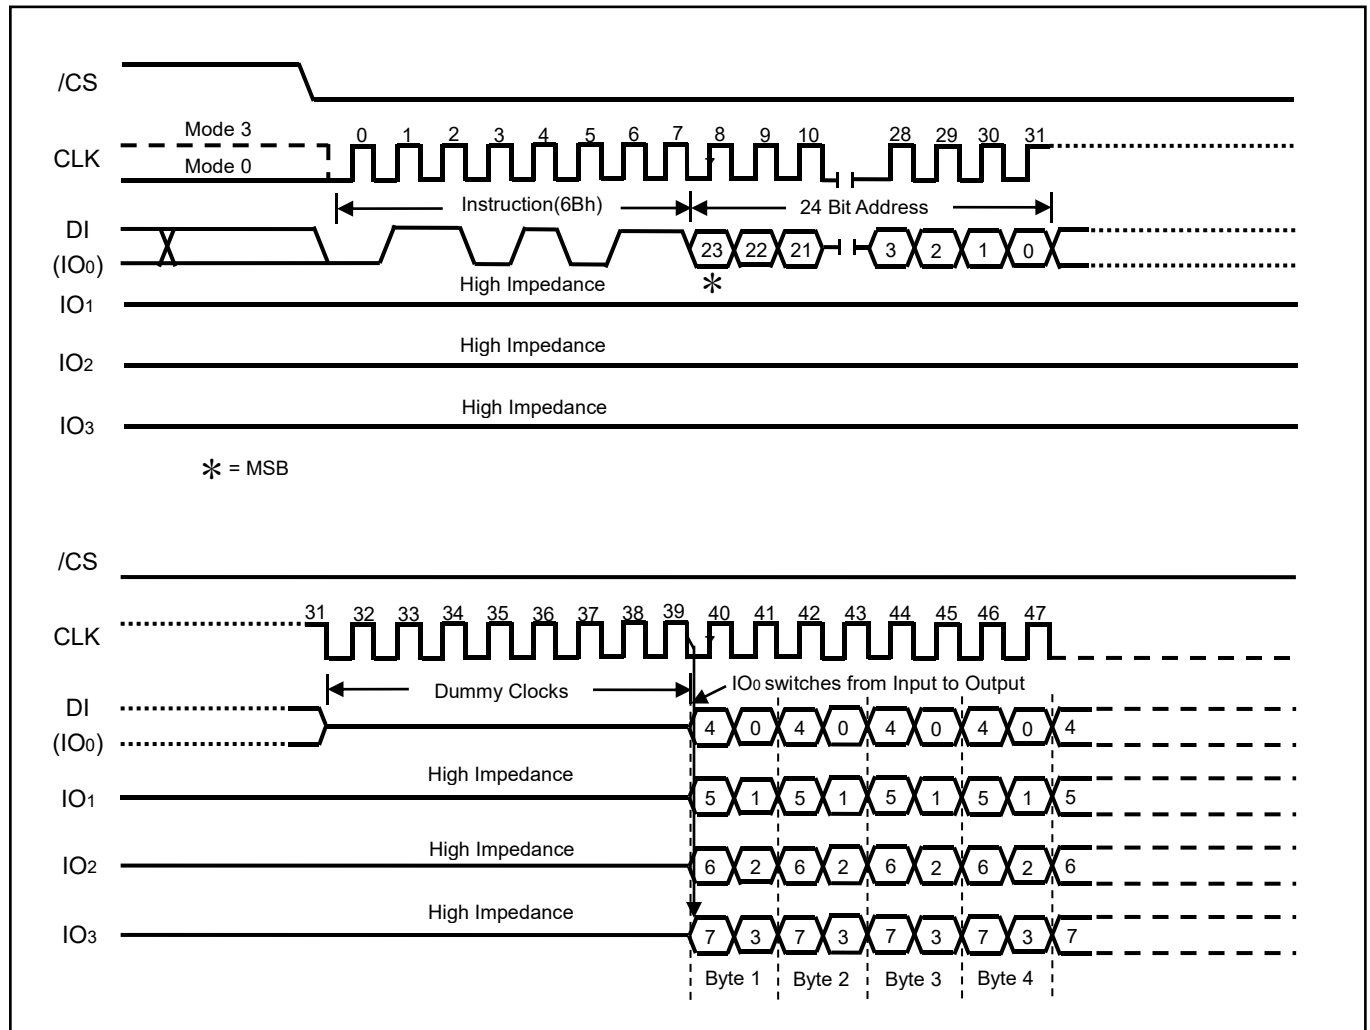 /CS
Mode 3
0 1 2 3 4 5 6 7 8 9 10 28 29 30 31
7
CLK
Mode 0
Instruction(6Bh)
24 Bit Address
DI
(IO0)
23 22 21 3 2 1 0
*
High Impedance
IO1
High Impedance
IO2
High Impedance
IO3
* = MSB
/CS
31 32 33 34 35 36 37 38 39 40 41 42 43 44 45 46 47
7
CLK
Dummy Clocks
IO0 switches from Input to Output
DI
(IO0)
4 0 4 0 4 0 4 0 4
High Impedance
IO1
5 1 5 1 5 1 5 1 5
High Impedance
IO2
6 2 6 2 6 2 6 2 6
High Impedance
IO3
7 3 7 3 7 3 7 3 7
Byte 1 Byte 2 Byte 3 Byte 4